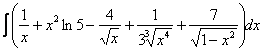 ∫(1/x + x² ln 5 − 4/√x + 1/(3∛(x⁴)) + 7/√(1−x²))dx